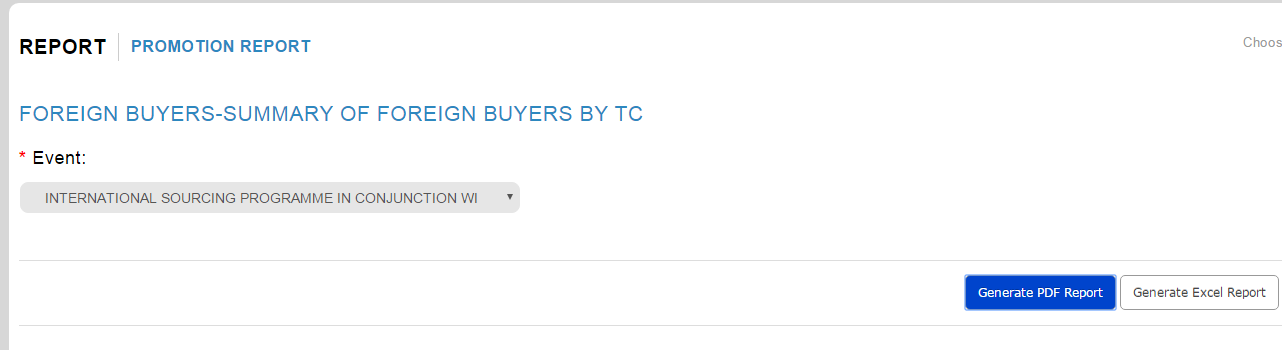 REPORT PROMOTION REPORT
Choos
FOREIGN BUYERS-SUMMARY OF FOREIGN BUYERS BY TC
* Event:
INTERNATIONAL SOURCING PROGRAMME IN CONJUNCTION WI
Generate PDF Report Generate Excel Report